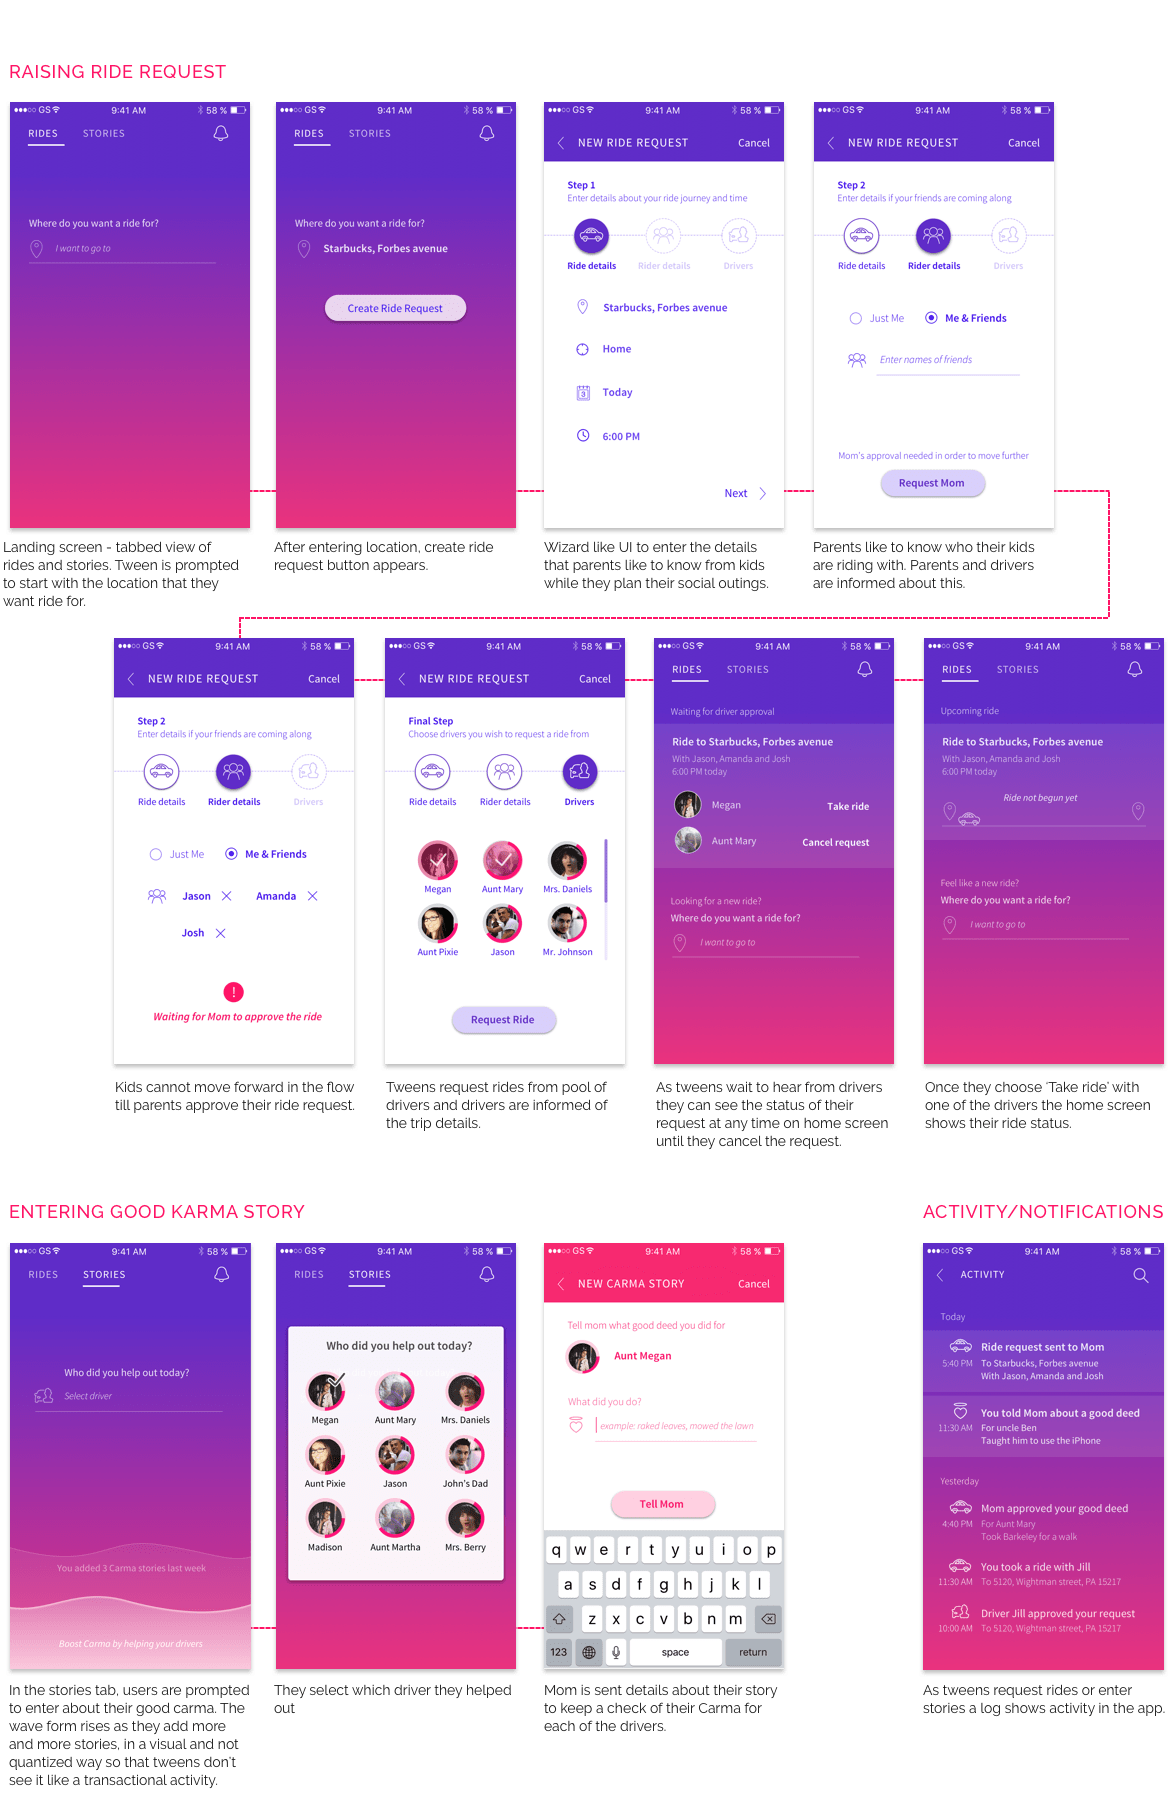 RAISING RIDE REQUEST
GS 9:41 AM 58 %
RIDES STORIES
Where do you want a ride for?
I want to go to
Landing screen - tabbed view of
rides and stories. Tween is prompted
to start with the location that they
want ride for.
GS 9:41 AM 58 %
RIDES STORIES
Where do you want a ride for?
Starbucks, Forbes avenue
Create Ride Request
After entering location, create ride
request button appears.
GS 9:41 AM 58 %
NEW RIDE REQUEST Cancel
Step 1
Enter details about your ride journey and time
Ride details Rider details Drivers
Starbucks, Forbes avenue
Home
3 Today
6:00 PM
Next
Wizard like UI to enter the details
that parents like to know from kids
while they plan their social outings.
GS 9:41 AM 58 %
NEW RIDE REQUEST Cancel
Step 2
Enter details if your friends are coming along
Ride details Rider details Drivers
Just Me Me & Friends
Enter names of friends
Mom's approval needed in order to move further
Request Mom
Parents like to know who their kids
are riding with. Parents and drivers
are informed about this.
GS 9:41 AM 58 %
NEW RIDE REQUEST Cancel
Step 2
Enter details if your friends are coming along
Ride details Rider details Drivers
Just Me Me & Friends
Jason Amanda
Josh
!
Waiting for Mom to approve the ride
Kids cannot move forward in the flow
till parents approve their ride request.
GS 9:41 AM 58 %
NEW RIDE REQUEST Cancel
Final Step
Choose drivers you wish to request a ride from
Ride details Rider details Drivers
Megan Aunt Mary Mrs. Daniels
Aunt Pixie Jason Mr. Johnson
Request Ride
Tweens request rides from pool of
drivers and drivers are informed of
the trip details.
GS 9:41 AM 58 %
RIDES STORIES
Waiting for driver approval
Ride to Starbucks, Forbes avenue
With Jason, Amanda and Josh
6:00 PM today
Megan Take ride
Aunt Mary Cancel request
Looking for a new ride?
Where do you want a ride for?
I want to go to
As tweens wait to hear from drivers
they can see the status of their
request at any time on home screen
until they cancel the request.
GS 9:41 AM 58 %
RIDES STORIES
Upcoming ride
Ride to Starbucks, Forbes avenue
With Jason, Amanda and Josh
6:00 PM today
Ride not begun yet
Feel like a new ride?
Where do you want a ride for?
I want to go to
Once they choose 'Take ride' with
one of the drivers the home screen
shows their ride status.
ENTERING GOOD KARMA STORY
GS 9:41 AM 58 %
RIDES STORIES
Who did you help out today?
Select driver
You added 3 Carma stories last week
Boost Carma by helping your drivers
In the stories tab, users are prompted
to enter about their good carma. The
wave form rises as they add more
and more stories, in a visual and not
quantized way so that tweens don't
see it like a transactional activity.
GS 9:41 AM 58 %
RIDES STORIES
Who did you help out today?
Megan Aunt Mary Mrs. Daniels
Aunt Pixie Jason John's Dad
Madison Aunt Martha Mrs. Berry
They select which driver they helped
out
GS 9:41 AM 58 %
NEW CARMA STORY Cancel
Tell mom what good deed you did for
Aunt Megan
What did you do?
example: raked leaves, mowed the lawn
Tell Mom
q w e r t y u i o p
a s d f g h j k l
z x c v b n m
123 space return
Mom is sent details about their story
to keep a check of their Carma for
each of the drivers.
ACTIVITY/NOTIFICATIONS
GS 9:41 AM 58 %
ACTIVITY
Today
Ride request sent to Mom
5:40 PM To Starbucks, Forbes avenue
With Jason, Amanda and Josh
You told Mom about a good deed
11:30 AM For uncle Ben
Taught him to use the iPhone
Yesterday
Mom approved your good deed
4:40 PM For Aunt Mary
Took Barkeley for a walk
You took a ride with Jill
11:30 AM To 5120, Wightman street, PA 15217
Driver Jill approved your request
10:00 AM To 5120, Wightman street, PA 15217
As tweens request rides or enter
stories a log shows activity in the app.